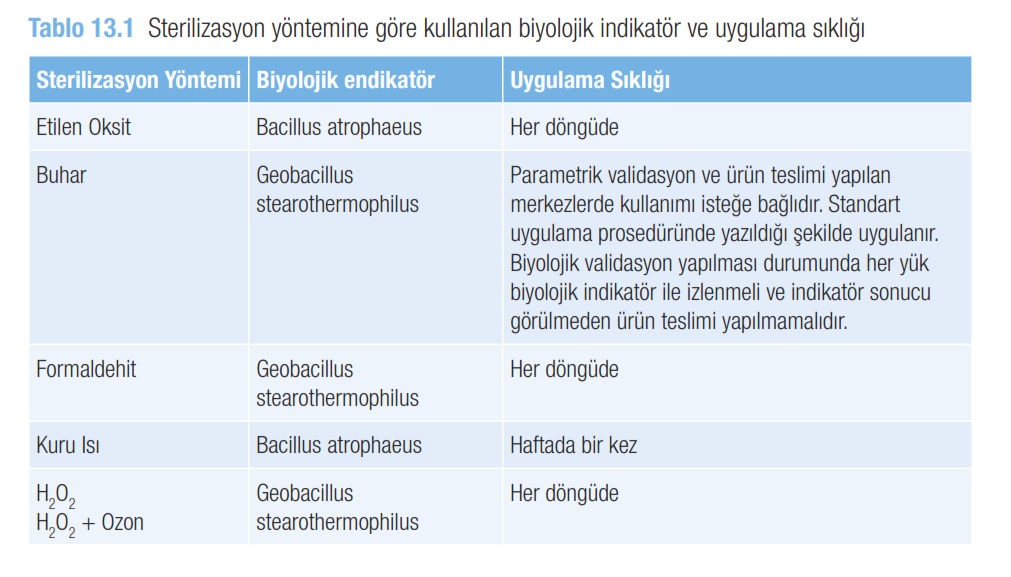 Tablo 13.1 Sterilizasyon yöntemine göre kullanılan biyolojik indikatör ve uygulama sıklığı
Sterilizasyon Yöntemi Biyolojik endikatör Uygulama Sıklığı
Etilen Oksit Bacillus atrophaeus Her döngüde
Buhar Geobacillus Parametrik validasyon ve ürün teslimi yapılan
stearothermophilus merkezlerde kullanımı isteğe bağlıdır. Standart
uygulama prosedüründe yazıldığı şekilde uygulanır.
Biyolojik validasyon yapılması durumunda her yük
biyolojik indikatör ile izlenmeli ve indikatör sonucu
görülmeden ürün teslimi yapılmamalıdır.
Formaldehit Geobacillus Her döngüde
stearothermophilus
Kuru Isı Bacillus atrophaeus Haftada bir kez
H₂O₂ Geobacillus Her döngüde
H₂O₂ + Ozon stearothermophilus